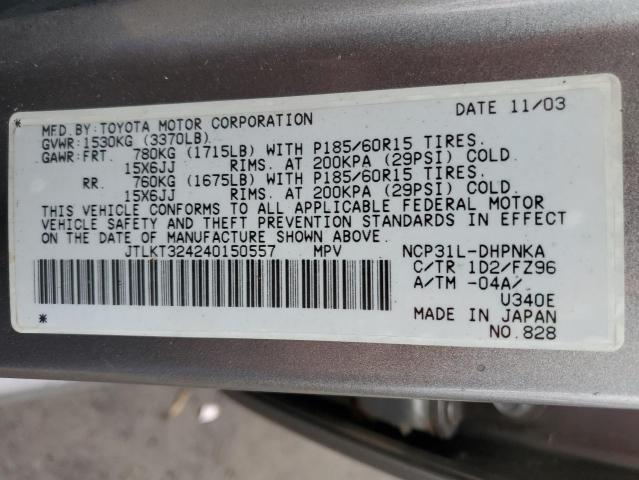 DATE 11/03
* MFD.BY:TOYOTA MOTOR CORPORATION
GVWR:1530KG (3370LB)
GAWR:FRT. 780KG (1715LB) WITH P185/60R15 TIRES.
15X6JJ RIMS. AT 200KPA (29PSI) COLD.
RR. 760KG (1675LB) WITH P185/60R15 TIRES.
15X6JJ RIMS. AT 200KPA (29PSI) COLD.
THIS VEHICLE CONFORMS TO ALL APPLICABLE FEDERAL MOTOR
VEHICLE SAFETY AND THEFT PREVENTION STANDARDS IN EFFECT
ON THE DATE OF MANUFACTURE SHOWN ABOVE.
JTLKT324240150557 MPV NCP31L-DHPNKA
C/TR 1D2/FZ96
A/TM -04A/
U340E
* MADE IN JAPAN
NO.828